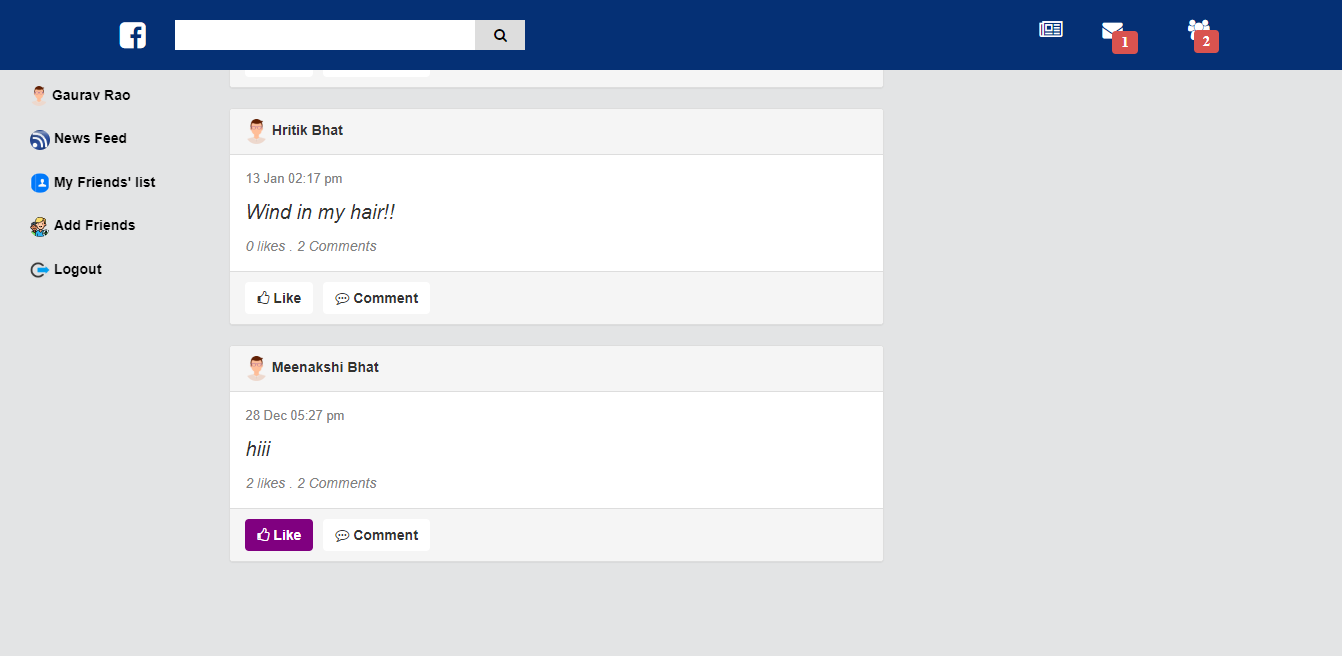 1
2
Gaurav Rao
News Feed
My Friends' list
Add Friends
Logout
Hritik Bhat
13 Jan 02:17 pm
Wind in my hair!!
0 likes . 2 Comments
Like Comment
Meenakshi Bhat
28 Dec 05:27 pm
hiii
2 likes . 2 Comments
Like Comment